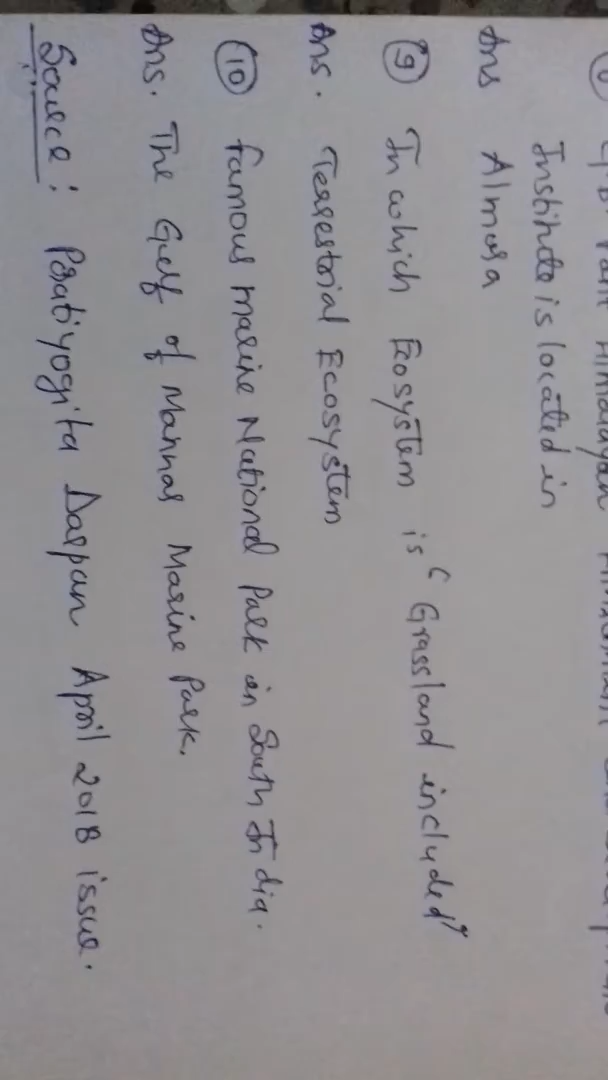 Institute is located in
Ans Almora
(9) In which Ecosystem is "Grassland included"
Ans. Terrestrial Ecosystem
(10) famous marine National Park in South India.
Ans. The Gulf of Mannar Marine Park.
Source: Pratiyogita Darpan April 2018 issue.